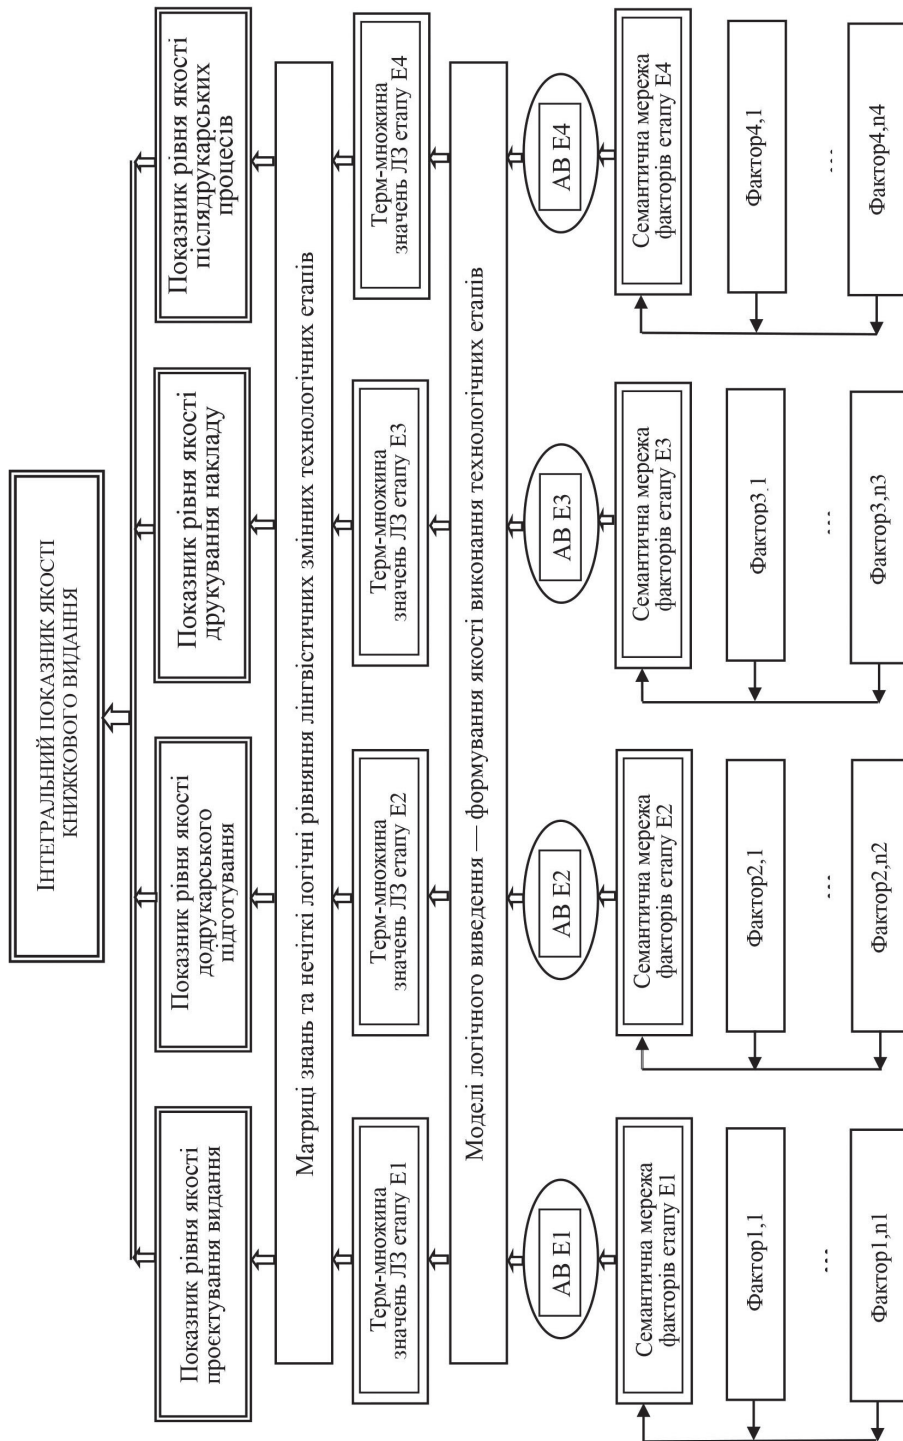 ІНТЕГРАЛЬНИЙ ПОКАЗНИК ЯКОСТІ
КНИЖКОВОГО ВИДАННЯ
Показник рівня якості
проєктування видання
Показник рівня якості
додрукарського
підготування
Показник рівня якості
друкування накладу
Показник рівня якості
післядрукарських
процесів
Матриці знань та нечіткі логічні рівняння лінгвістичних змінних технологічних етапів
Терм-множина
значень ЛЗ етапу Е1
Терм-множина
значень ЛЗ етапу Е2
Терм-множина
значень ЛЗ етапу Е3
Терм-множина
значень ЛЗ етапу Е4
Моделі логічного виведення — формування якості виконання технологічних етапів
АВ Е1
АВ Е2
АВ Е3
АВ Е4
Семантична мережа
факторів етапу Е1
Семантична мережа
факторів етапу Е2
Семантична мережа
факторів етапу Е3
Семантична мережа
факторів етапу Е4
Фактор1,1
Фактор2,1
Фактор3,1
Фактор4,1
---
---
---
---
Фактор1,n1
Фактор2,n2
Фактор3,n3
Фактор4,n4